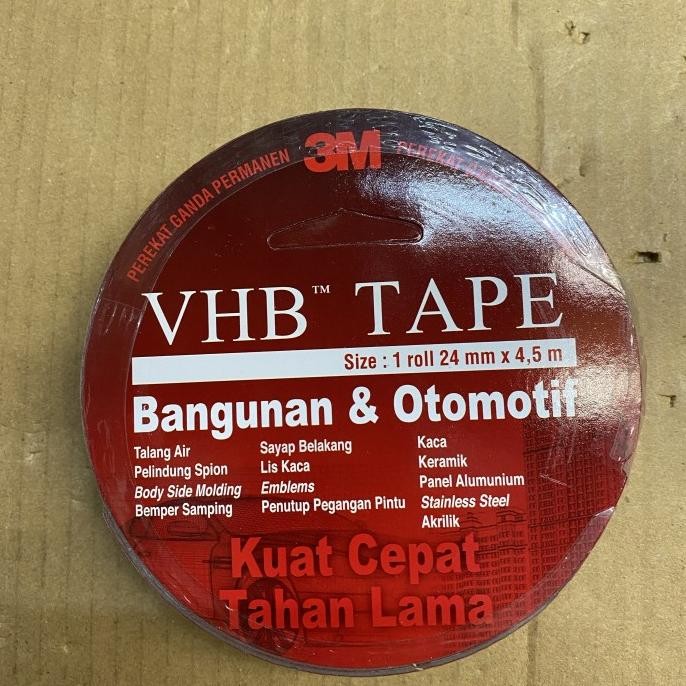 3M
PEREKAT GANDA PERMANEN
PEREKAT
VHB™ TAPE
Size : 1 roll 24 mm x 4,5 m
Bangunan & Otomotif
Talang Air
Pelindung Spion
Body Side Molding
Bemper Samping
Sayap Belakang
Lis Kaca
Emblems
Penutup Pegangan Pintu
Kaca
Keramik
Panel Alumunium
Stainless Steel
Akrilik
Kuat Cepat
Tahan Lama